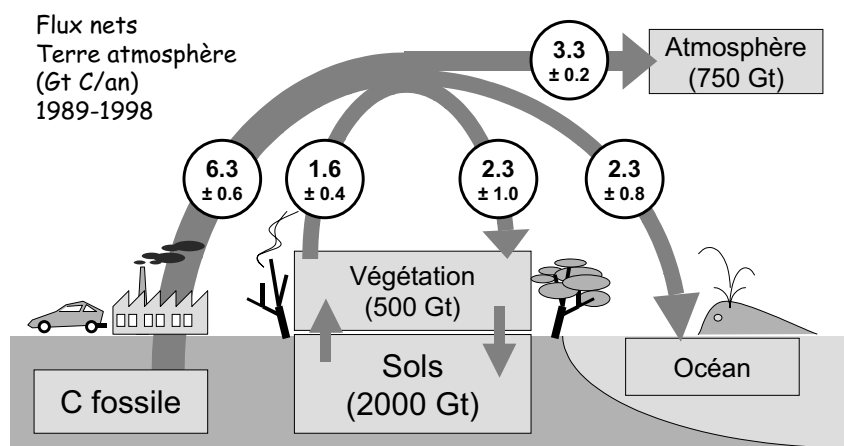 Flux nets
Terre atmosphère
(Gt C/an)
1989-1998
3.3
± 0.2
Atmosphère
(750 Gt)
6.3
± 0.6
1.6
± 0.4
2.3
± 1.0
2.3
± 0.8
Végétation
(500 Gt)
C fossile
Sols
(2000 Gt)
Océan